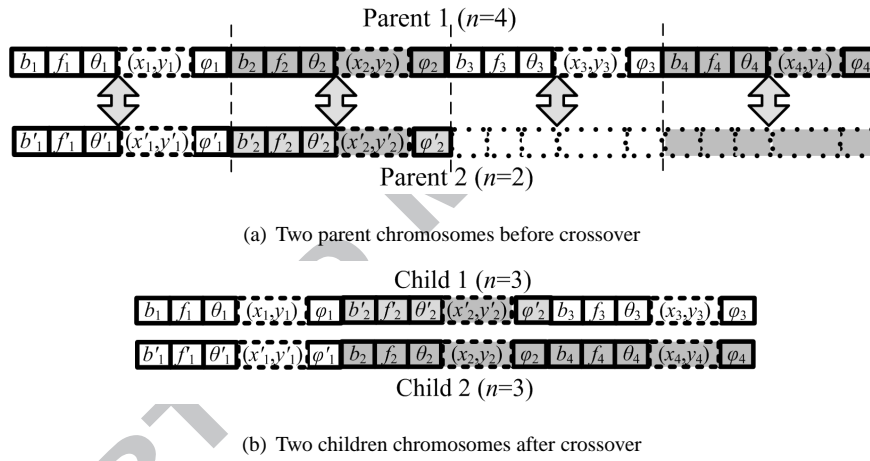 Parent 1 (n=4)
b₁ f₁ θ₁ (x₁,y₁) φ₁ b₂ f₂ θ₂ (x₂,y₂) φ₂ b₃ f₃ θ₃ (x₃,y₃) φ₃ b₄ f₄ θ₄ (x₄,y₄) φ₄
b'₁ f'₁ θ'₁ (x'₁,y'₁) φ'₁ b'₂ f'₂ θ'₂ (x'₂,y'₂) φ'₂
Parent 2 (n=2)
(a) Two parent chromosomes before crossover
Child 1 (n=3)
b₁ f₁ θ₁ (x₁,y₁) φ₁ b'₂ f'₂ θ'₂ (x'₂,y'₂) φ'₂ b₃ f₃ θ₃ (x₃,y₃) φ₃
b'₁ f'₁ θ'₁ (x'₁,y'₁) φ'₁ b₂ f₂ θ₂ (x₂,y₂) φ₂ b₄ f₄ θ₄ (x₄,y₄) φ₄
Child 2 (n=3)
(b) Two children chromosomes after crossover